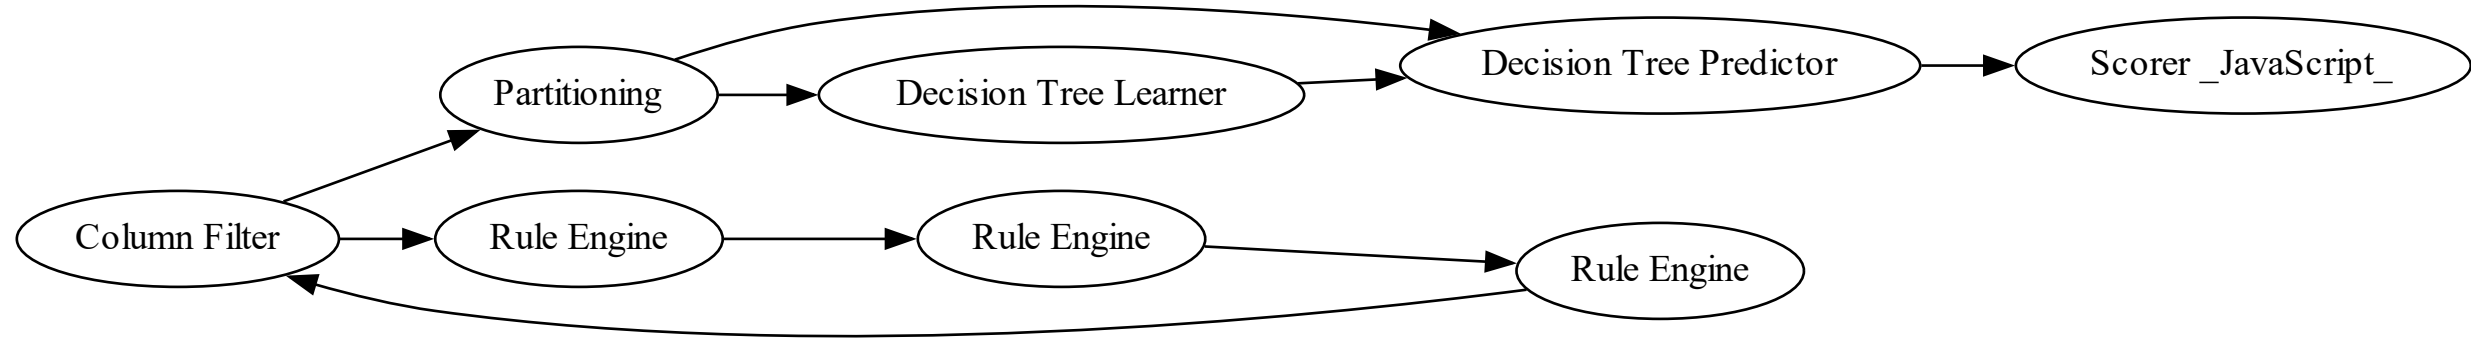 Partitioning
Decision Tree Learner
Decision Tree Predictor
Scorer _JavaScript_
Column Filter
Rule Engine
Rule Engine
Rule Engine